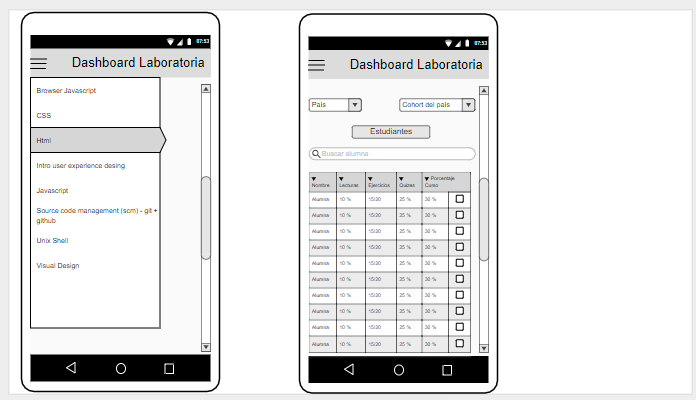 07:53
Dashboard Laboratoria
Browser Javascript
CSS
Html
Intro user experience desing
Javascript
Source code management (scm) - git +
github
Unix Shell
Visual Design
07:53
Dashboard Laboratoria
País
Cohort del país
Estudiantes
Buscar alumna
Nombre Lecturas Ejercicios Quizes Porcentaje
Curso
Alumna 10 % 15/30 25 % 30 %
Alumna 10 % 15/30 25 % 30 %
Alumna 10 % 15/30 25 % 30 %
Alumna 10 % 15/30 25 % 30 %
Alumna 10 % 15/30 25 % 30 %
Alumna 10 % 15/30 25 % 30 %
Alumna 10 % 15/30 25 % 30 %
Alumna 10 % 15/30 25 % 30 %
Alumna 10 % 15/30 25 % 30 %
Alumna 10 % 15/30 25 % 30 %